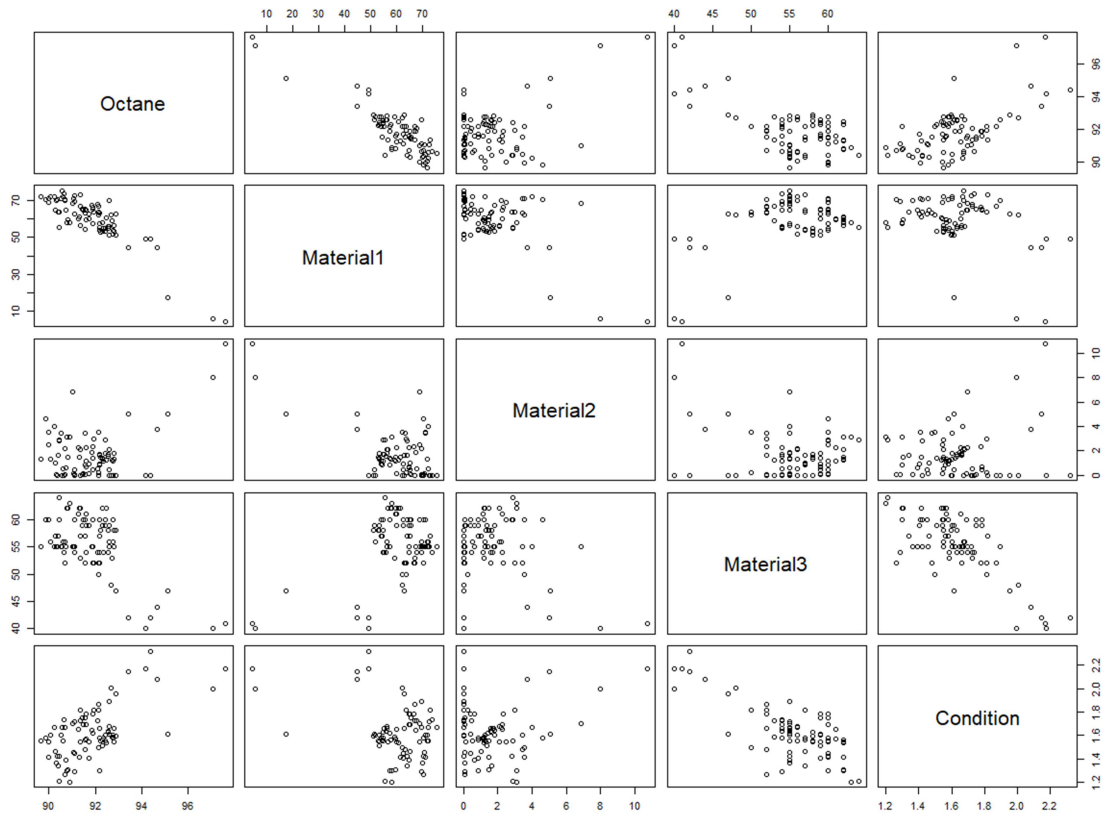 10 20 30 40 50 60 70
40 45 50 55 60
Octane
90 92 94 96
10 30 50 70
Material1
Material2
0 2 4 6 8 10
40 45 50 55 60
Material3
1.2 1.4 1.6 1.8 2.0 2.2
Condition
90 92 94 96
0 2 4 6 8 10
1.2 1.4 1.6 1.8 2.0 2.2